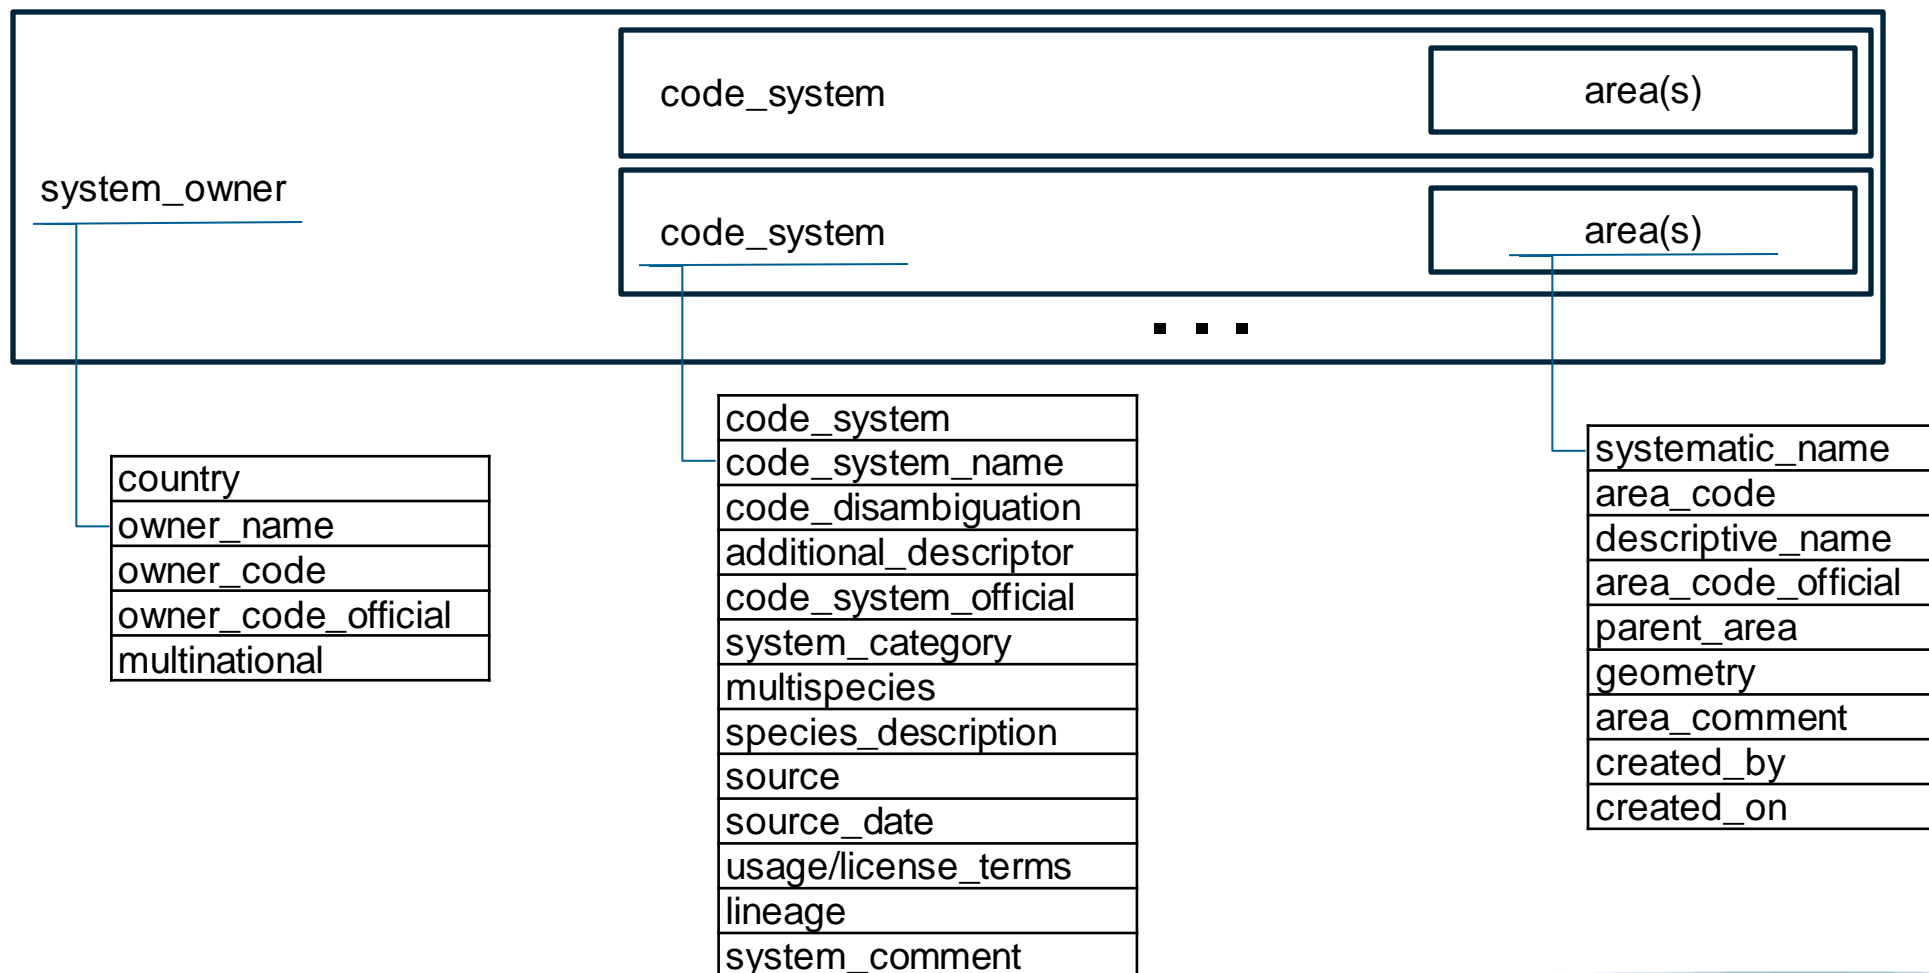 code_system
area(s)
system_owner
code_system
area(s)
. . .
country
owner_name
owner_code
owner_code_official
multinational
code_system
code_system_name
code_disambiguation
additional_descriptor
code_system_official
system_category
multispecies
species_description
source
source_date
usage/license_terms
lineage
system_comment
systematic_name
area_code
descriptive_name
area_code_official
parent_area
geometry
area_comment
created_by
created_on